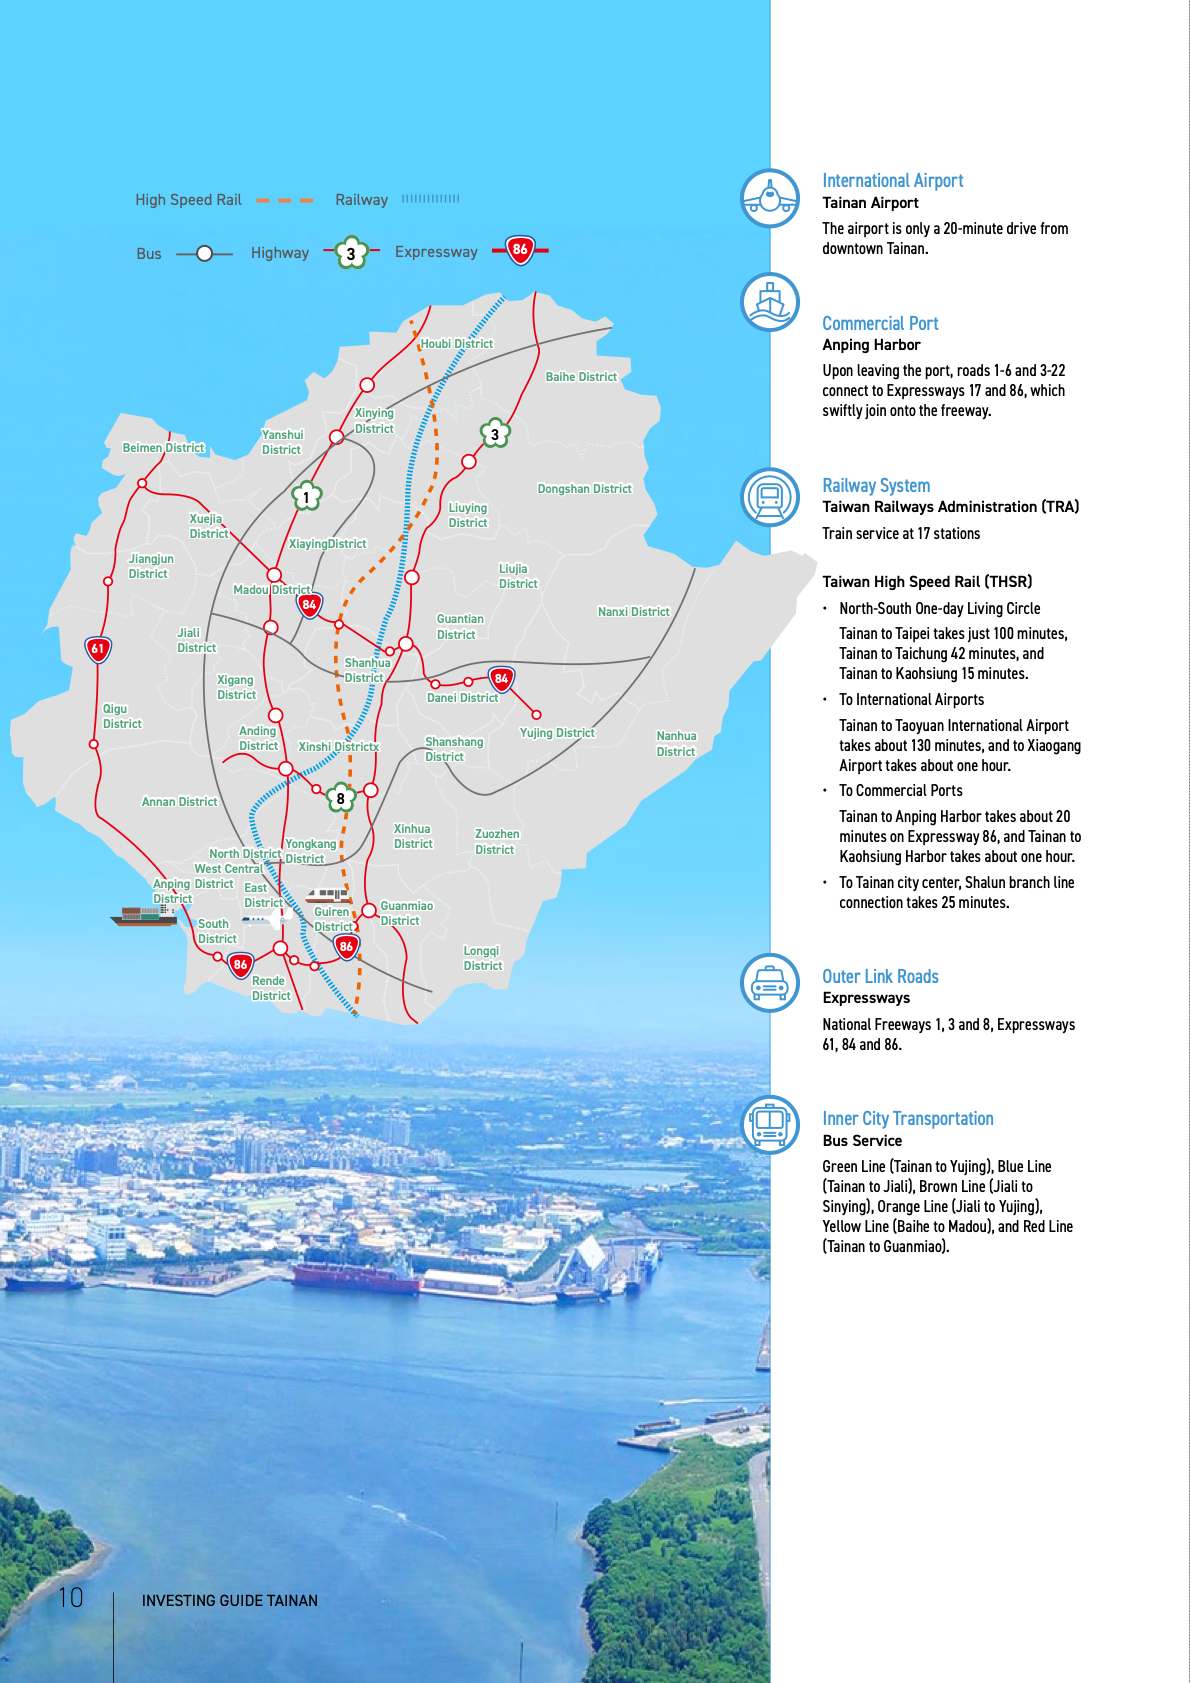 High Speed Rail
Railway
Bus
Highway
3
Expressway
86
Houbi District
Baihe District
Xinying
District
Yanshui
District
3
Beimen District
Dongshan District
1
Liuying
District
Xuejia
District
XiayingDistrict
Jiangjun
District
Liujia
District
Madou District
84
Nanxi District
Guantian
District
Jiali
District
61
Shanhua
District
Xigang
District
84
Danei District
Qigu
District
Anding
District
Xinshi Districtx
Yujing District
Shanshang
District
Nanhua
District
Annan District
8
Xinhua
District
Zuozhen
District
Yongkang
District
North District
West Central
District
Anping
District
East
District
Guiren
District
Guanmiao
District
South
District
86
Longqi
District
86
Rende
District
International Airport
Tainan Airport
The airport is only a 20-minute drive from
downtown Tainan.
Commercial Port
Anping Harbor
Upon leaving the port, roads 1-6 and 3-22
connect to Expressways 17 and 86, which
swiftly join onto the freeway.
Railway System
Taiwan Railways Administration (TRA)
Train service at 17 stations
Taiwan High Speed Rail (THSR)
• North-South One-day Living Circle
Tainan to Taipei takes just 100 minutes,
Tainan to Taichung 42 minutes, and
Tainan to Kaohsiung 15 minutes.
• To International Airports
Tainan to Taoyuan International Airport
takes about 130 minutes, and to Xiaogang
Airport takes about one hour.
• To Commercial Ports
Tainan to Anping Harbor takes about 20
minutes on Expressway 86, and Tainan to
Kaohsiung Harbor takes about one hour.
• To Tainan city center, Shalun branch line
connection takes 25 minutes.
Outer Link Roads
Expressways
National Freeways 1, 3 and 8, Expressways
61, 84 and 86.
Inner City Transportation
Bus Service
Green Line (Tainan to Yujing), Blue Line
(Tainan to Jiali), Brown Line (Jiali to
Sinying), Orange Line (Jiali to Yujing),
Yellow Line (Baihe to Madou), and Red Line
(Tainan to Guanmiao).
10
INVESTING GUIDE TAINAN